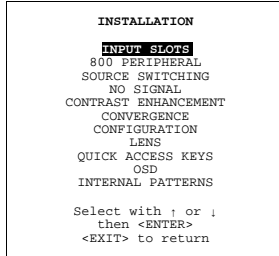 INSTALLATION
INPUT SLOTS
800 PERIPHERAL
SOURCE SWITCHING
NO SIGNAL
CONTRAST ENHANCEMENT
CONVERGENCE
CONFIGURATION
LENS
QUICK ACCESS KEYS
OSD
INTERNAL PATTERNS
Select with ↑ or ↓
then <ENTER>
<EXIT> to return